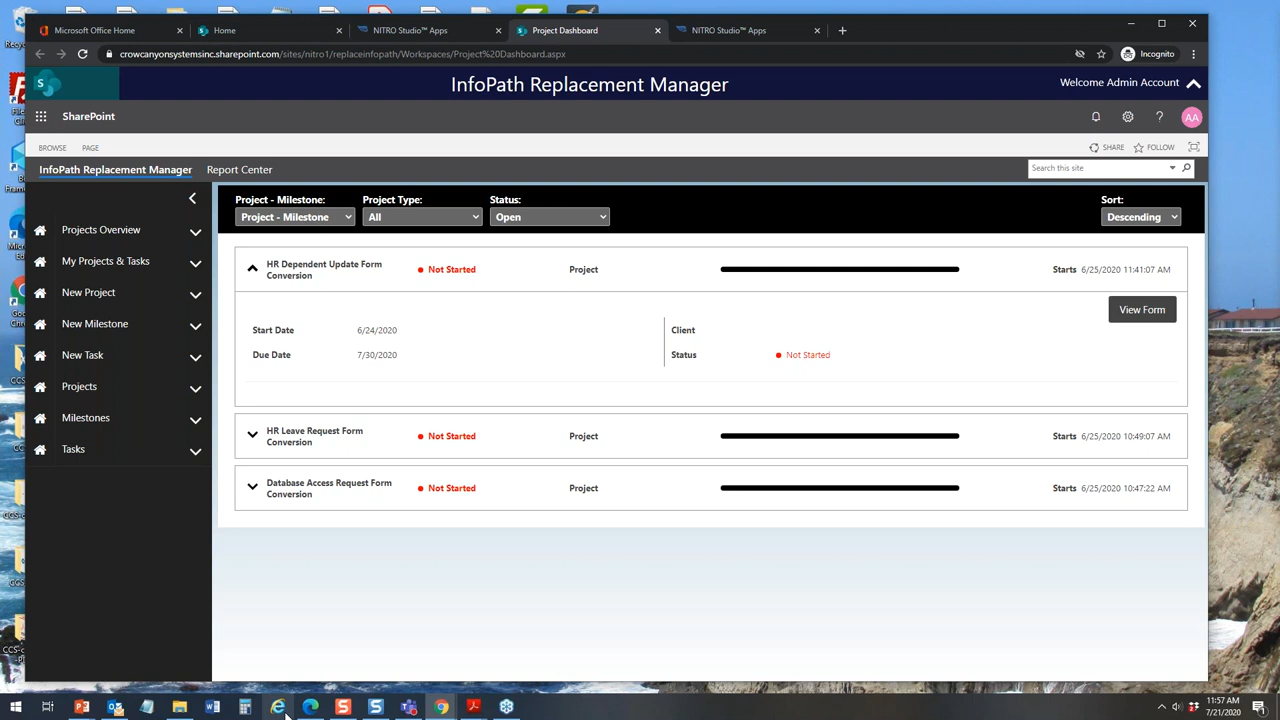 Microsoft Office Home
Home
NITRO Studio™ Apps
Project Dashboard
NITRO Studio™ Apps
crowcanyonsystemsinc.sharepoint.com/sites/nitro1/replaceinfopath/Workspaces/Project%20Dashboard.aspx
Incognito
InfoPath Replacement Manager
Welcome Admin Account
SharePoint
AA
BROWSE
PAGE
SHARE
FOLLOW
InfoPath Replacement Manager
Report Center
Search this site
Projects Overview
My Projects & Tasks
New Project
New Milestone
New Task
Projects
Milestones
Tasks
Project - Milestone:
Project Type:
Status:
Sort:
Project - Milestone
All
Open
Descending
HR Dependent Update Form
Conversion
Not Started
Project
Starts 6/25/2020 11:41:07 AM
View Form
Start Date
6/24/2020
Client
Due Date
7/30/2020
Status
Not Started
HR Leave Request Form
Conversion
Not Started
Project
Starts 6/25/2020 10:49:07 AM
Database Access Request Form
Conversion
Not Started
Project
Starts 6/25/2020 10:47:22 AM
11:57 AM
7/21/2020